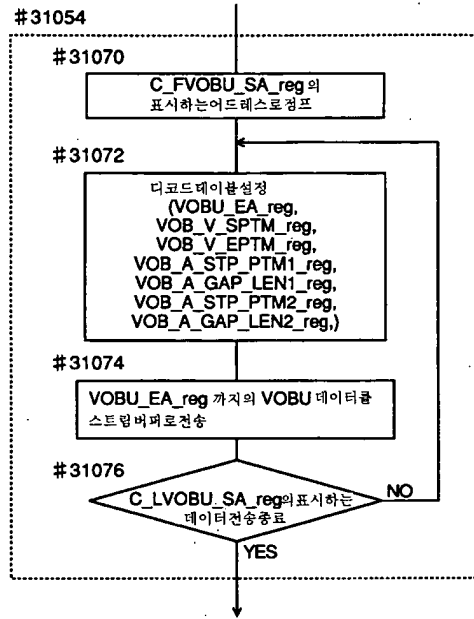 #31054
#31070
C_FVOBU_SA_reg의
표시하는어드레스로점프
#31072
디코드테이블설정
(VOBU_EA_reg,
VOB_V_SPTM_reg,
VOB_V_EPTM_reg,
VOB_A_STP_PTM1_reg,
VOB_A_GAP_LEN1_reg,
VOB_A_STP_PTM2_reg,
VOB_A_GAP_LEN2_reg,)
#31074
VOBU_EA_reg 까지의 VOBU 데이터를
스트림버퍼로전송
#31076
C_LVOBU_SA_reg의표시하는
데이터전송종료
NO
YES